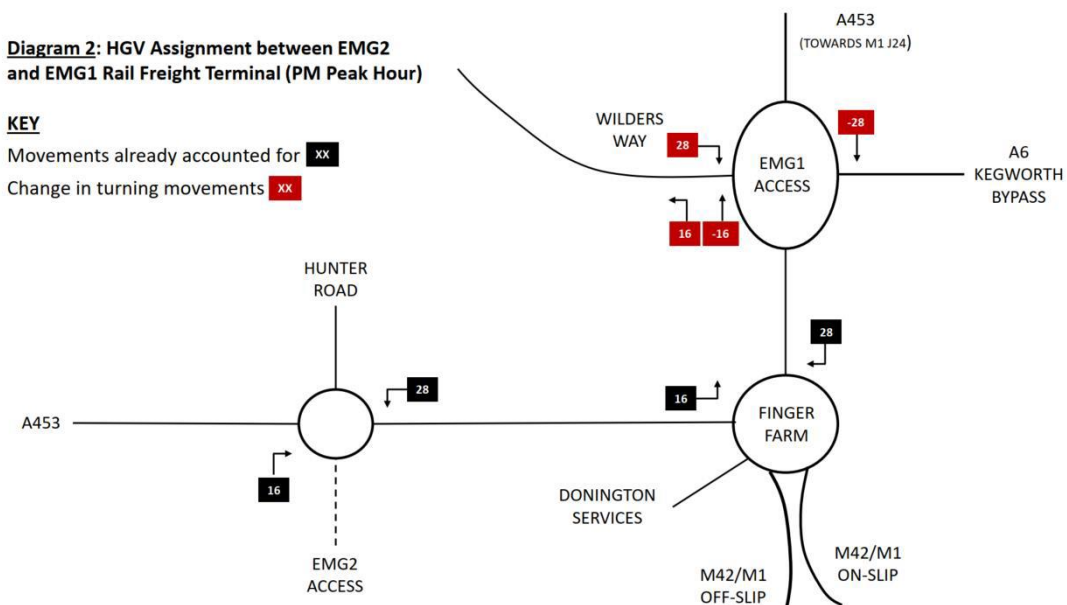 Diagram 2: HGV Assignment between EMG2
and EMG1 Rail Freight Terminal (PM Peak Hour)
KEY
Movements already accounted for XX
Change in turning movements XX
A453
(TOWARDS M1 J24)
WILDERS
WAY
28
-28
EMG1
ACCESS
A6
KEGWORTH
BYPASS
16
-16
HUNTER
ROAD
28
28
16
A453
FINGER
FARM
16
DONINGTON
SERVICES
EMG2
ACCESS
M42/M1
OFF-SLIP
M42/M1
ON-SLIP